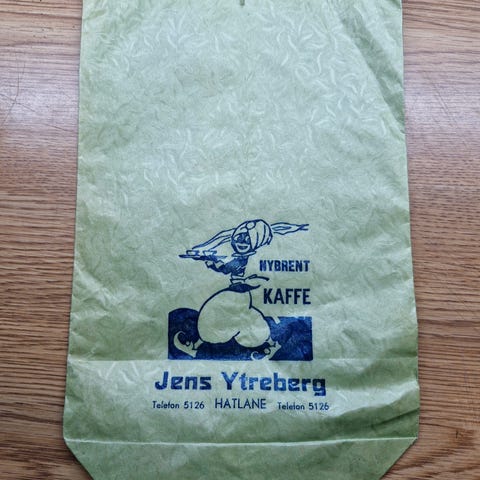 NYBRENT
KAFFE
Jens Ytreberg
Telefon 5126 HATLANE Telefon 5126